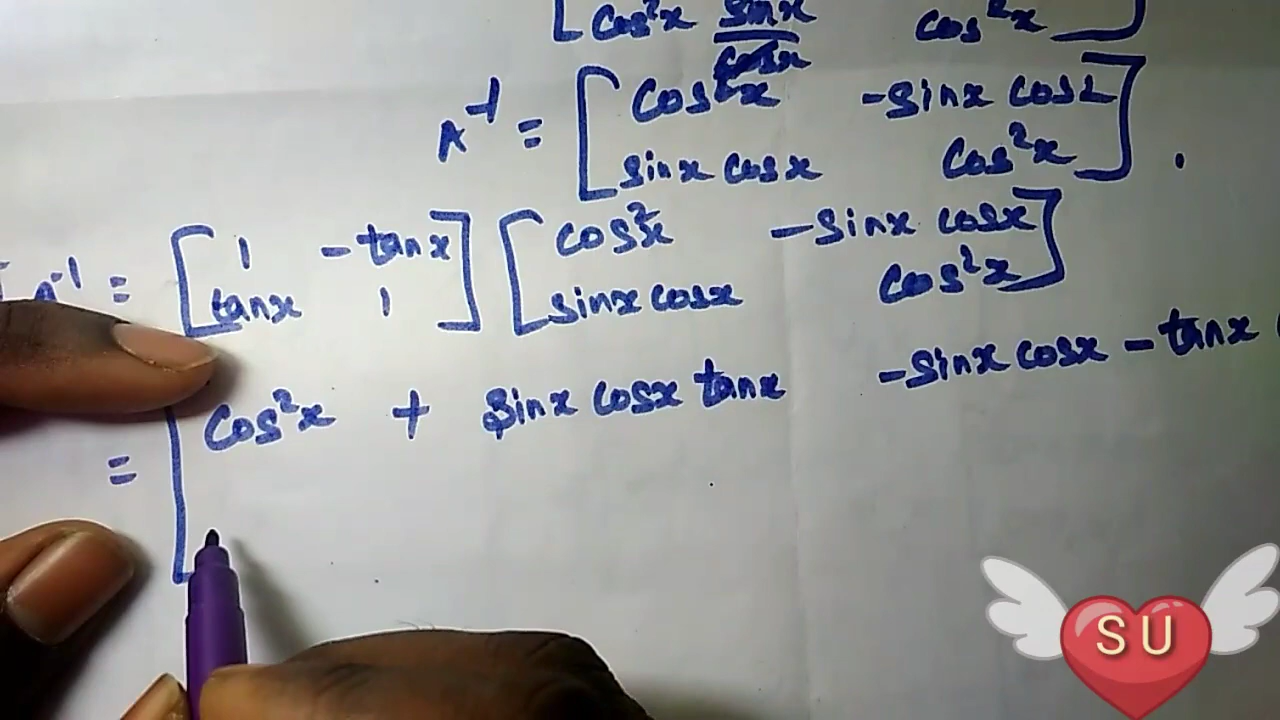 cos²x sinx/cosx cos²x
A⁻¹ = [ cos²x -sinx cosx
sinx cosx cos²x ] .
A⁻¹ = [ 1 -tanx [ cos²x -sinx cosx
tanx 1 ] sinx cosx cos²x ]
= [ cos²x + sinx cosx tanx -sinx cosx - tanx
SU